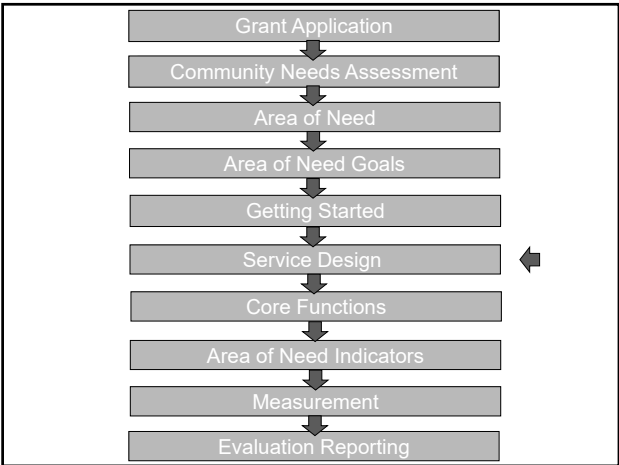 Grant Application
Community Needs Assessment
Area of Need
Area of Need Goals
Getting Started
Service Design
Core Functions
Area of Need Indicators
Measurement
Evaluation Reporting